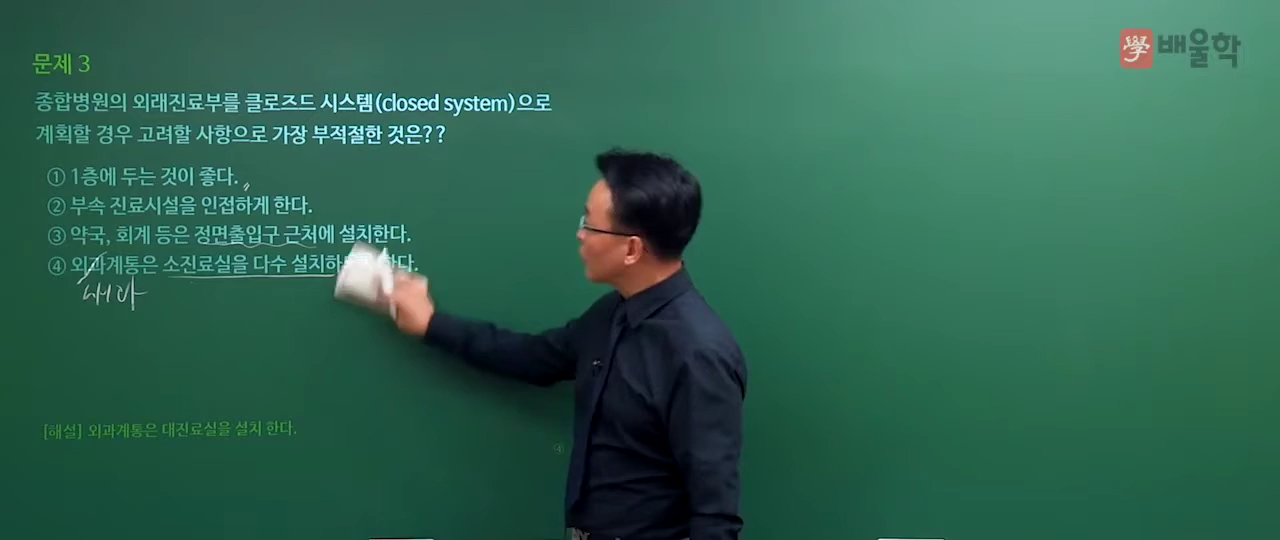 學 배울학
문제 3
종합병원의 외래진료부를 클로즈드 시스템(closed system)으로
계획할 경우 고려할 사항으로 가장 부적절한 것은??
① 1층에 두는 것이 좋다.
② 부속 진료시설을 인접하게 한다.
③ 약국, 회계 등은 정면출입구 근처에 설치한다.
④ 외과계통은 소진료실을 다수 설치하 한다.
내과
[해설] 외과계통은 대진료실을 설치 한다.
④